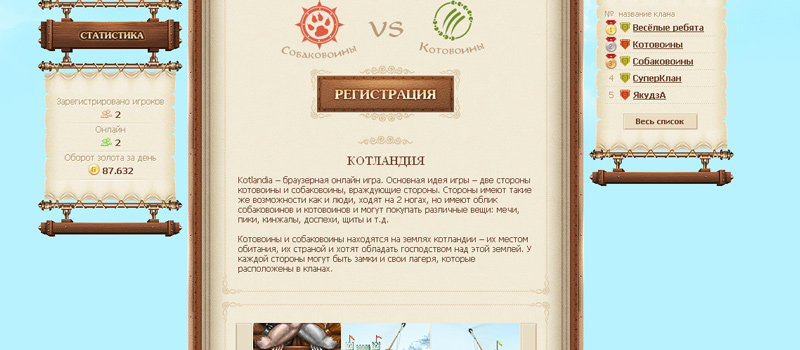 СТАТИСТИКА
Зарегистрировано игроков
2
Онлайн
2
Оборот золота за день
87.632
Собаковоины VS Котовоины
РЕГИСТРАЦИЯ
КОТЛАНДИЯ
Kotlandia – браузерная онлайн игра. Основная идея игры – две стороны
котовоины и собаковоины, враждующие стороны. Стороны имеют такие
же возможности как и люди, ходят на 2 ногах, но имеют облик
собаковоинов и котовоинов и могут покупать различные вещи: мечи,
пики, кинжалы, доспехи, щиты и т.д.
Котовоины и собаковоины находятся на землях котландии – их местом
обитания, их страной и хотят обладать господством над этой землей. У
каждой стороны могут быть замки и свои лагеря, которые
расположены в кланах.
№ название клана
1 Весёлые ребята
2 Котовоины
3 Собаковоины
4 СуперКлан
5 ЯкудзА
Весь список